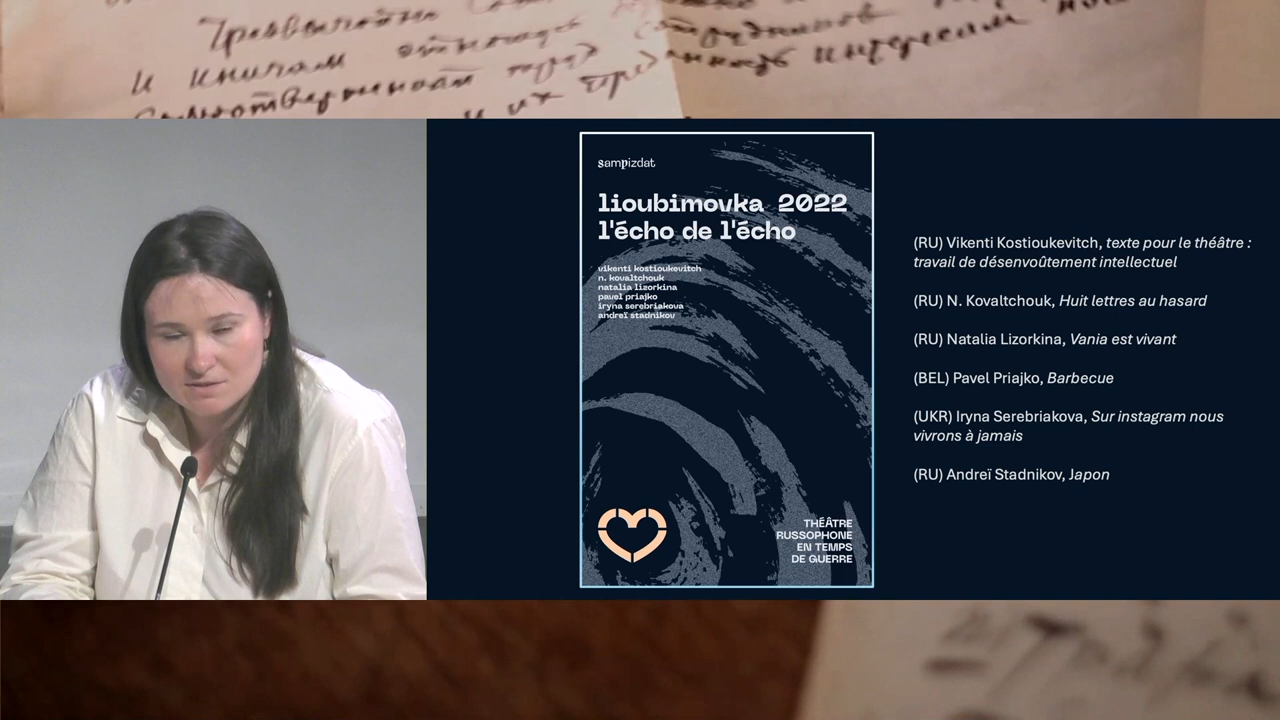 и книгам
интересам
sampizdat
lioubimovka 2022
l'écho de l'écho
vikenti kostioukevitch
n. kovaltchouk
natalia lizorkina
pavel priajko
iryna serebriakova
andreï stadnikov
THÉÂTRE
RUSSOPHONE
EN TEMPS
DE GUERRE
(RU) Vikenti Kostioukevitch, texte pour le théâtre :
travail de désenvoûtement intellectuel
(RU) N. Kovaltchouk, Huit lettres au hasard
(RU) Natalia Lizorkina, Vania est vivant
(BEL) Pavel Priajko, Barbecue
(UKR) Iryna Serebriakova, Sur instagram nous
vivrons à jamais
(RU) Andreï Stadnikov, Japon